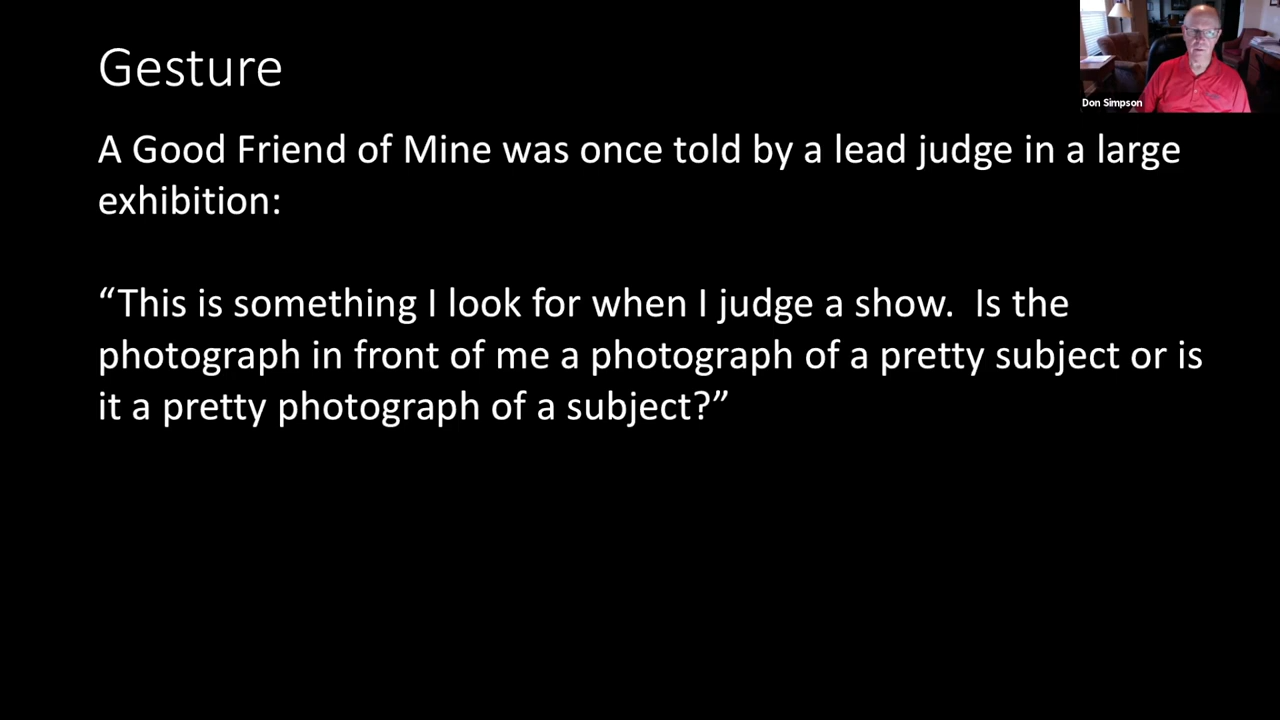 Gesture
Don Simpson
A Good Friend of Mine was once told by a lead judge in a large
exhibition:
“This is something I look for when I judge a show.  Is the
photograph in front of me a photograph of a pretty subject or is
it a pretty photograph of a subject?”